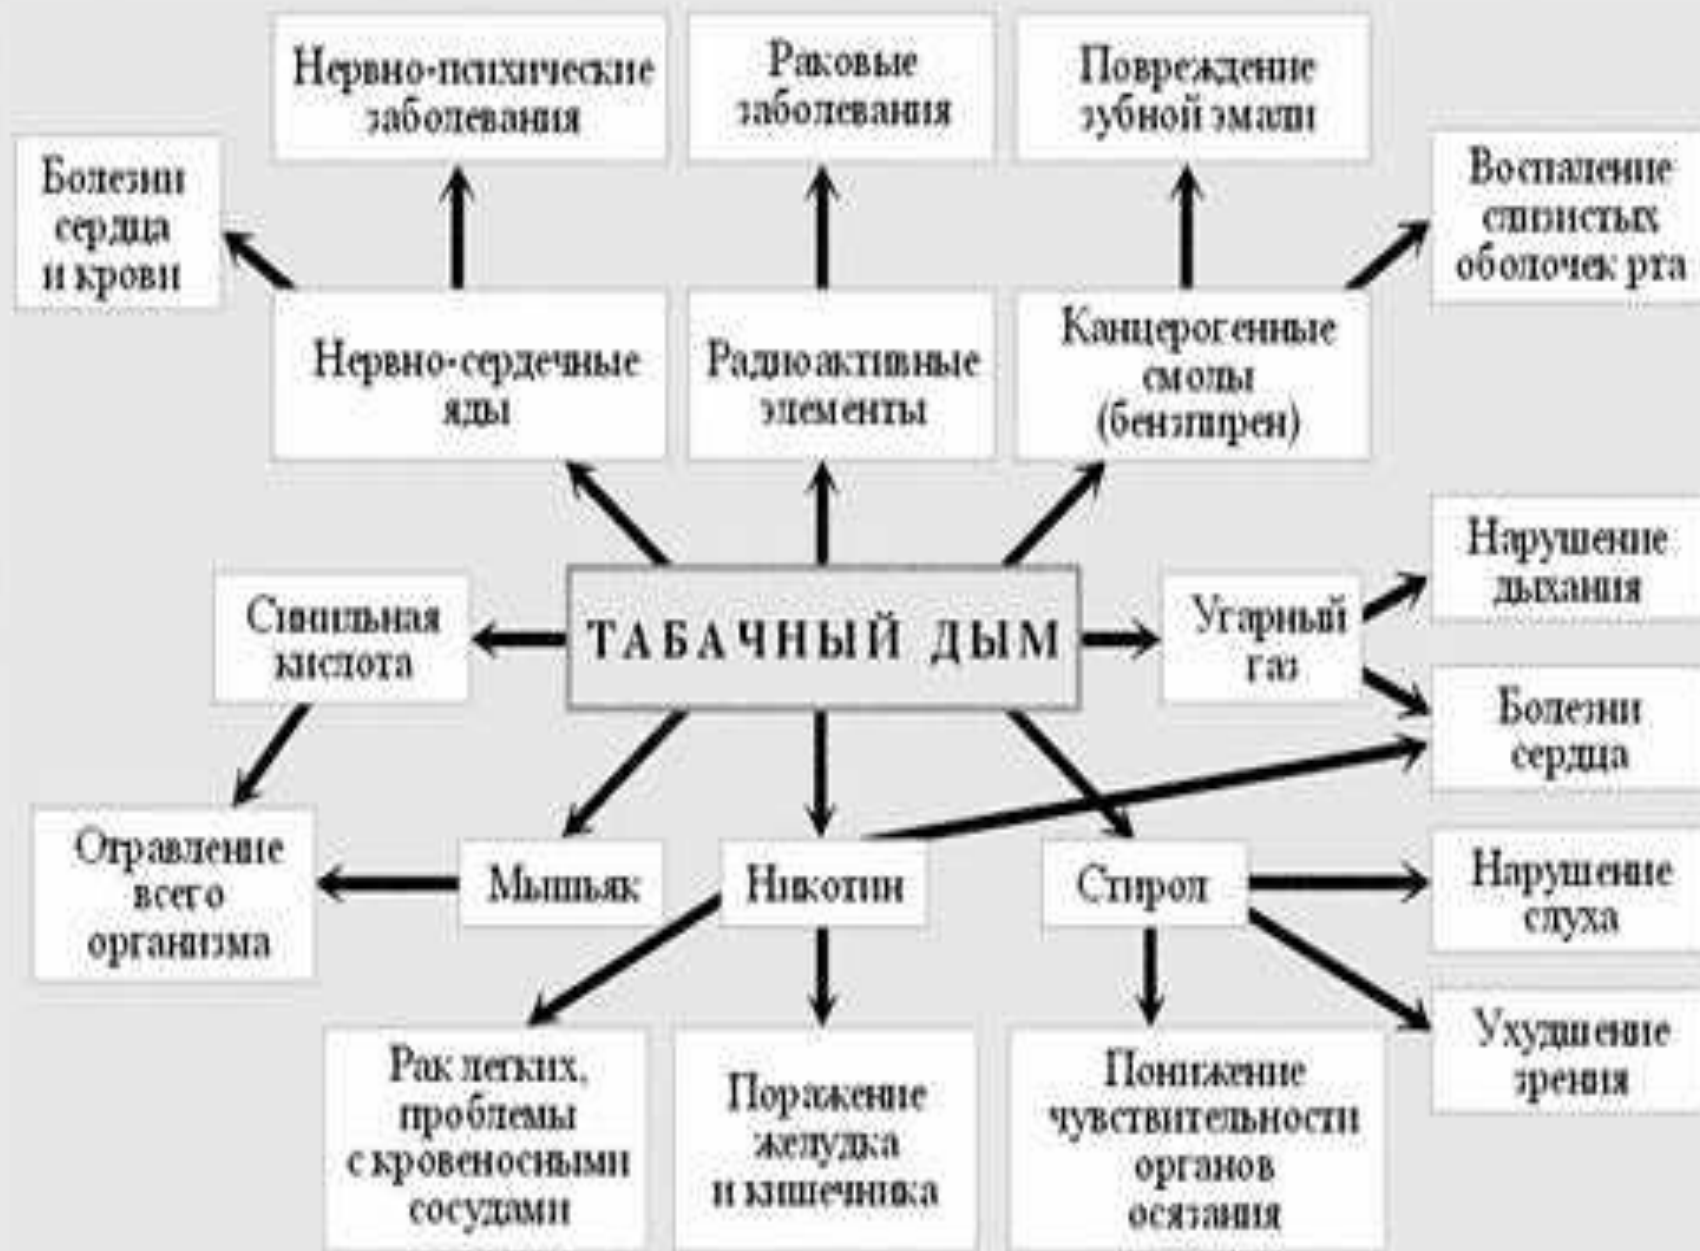 Нервно-психические
заболевания
Раковые
заболевания
Повреждение
зубной эмали
Болезни
сердца
и крови
Воспаление
слизистых
оболочек рта
Нервно-сердечные
яды
Радиоактивные
элементы
Канцерогенные
смолы
(бензпирен)
Нарушение
дыхания
Синильная
кислота
ТАБАЧНЫЙ ДЫМ
Угарный
газ
Болезни
сердца
Отравление
всего
организма
Мышьяк
Никотин
Стирол
Нарушение
слуха
Ухудшение
зрения
Рак легких,
проблемы
с кровеносными
сосудами
Поражение
желудка
и кишечника
Понижение
чувствительности
органов
осязания